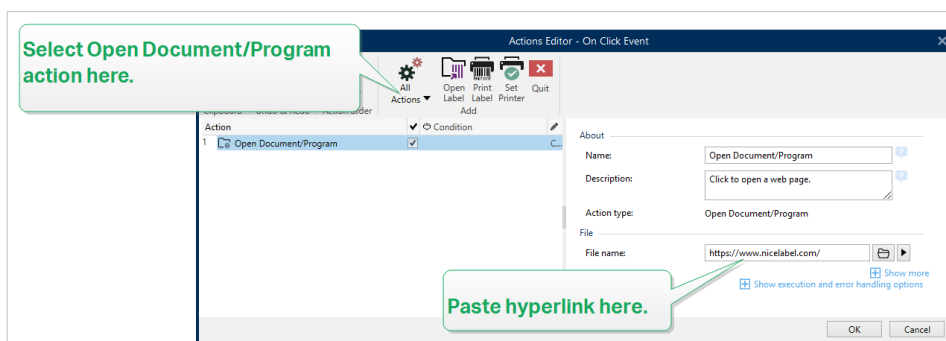 Select Open Document/Program
action here.
Actions Editor - On Click Event
All
Actions
Open
Label
Print
Label
Set
Printer
Quit
Add
Action
Condition
1 Open Document/Program
C...
About
Name:
Open Document/Program
Description:
Click to open a web page.
Action type:
Open Document/Program
File
File name:
https://www.nicelabel.com/
Show more
Show execution and error handling options
Paste hyperlink here.
OK
Cancel